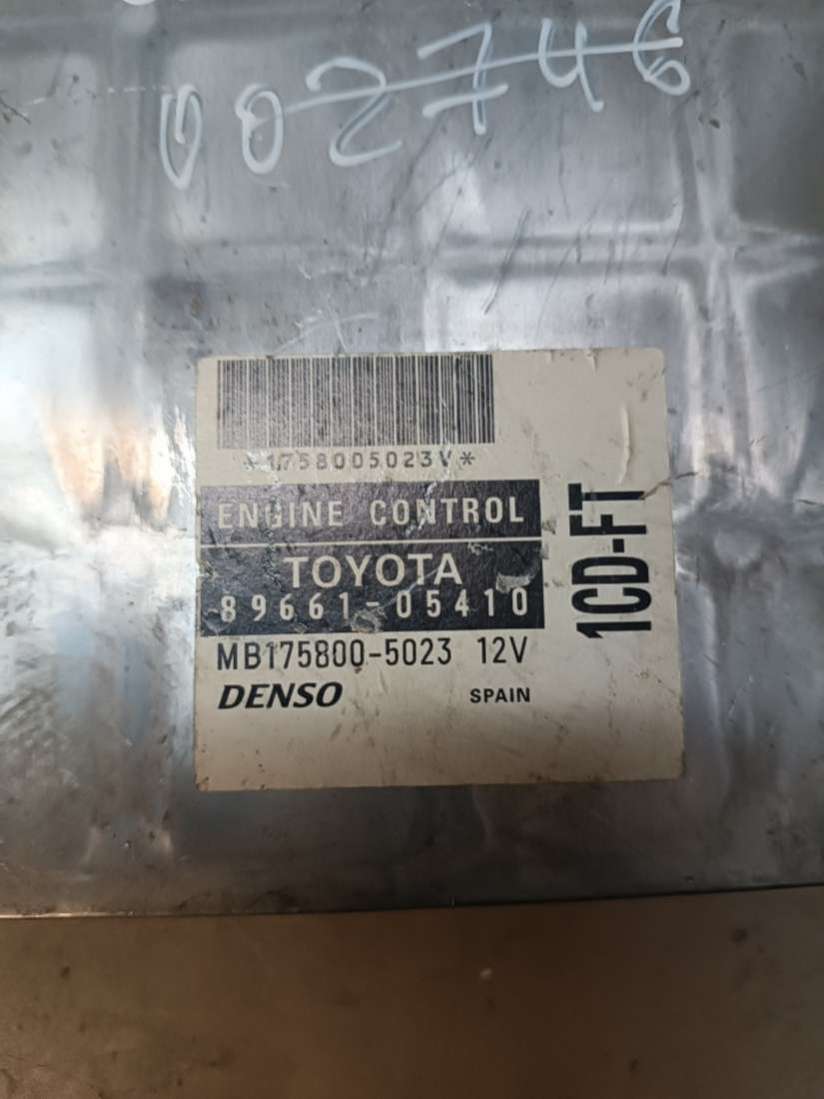 002746
*1758005023V*
ENGINE CONTROL
TOYOTA
89661-05410
MB175800-5023 12V
DENSO SPAIN
1CD-FT